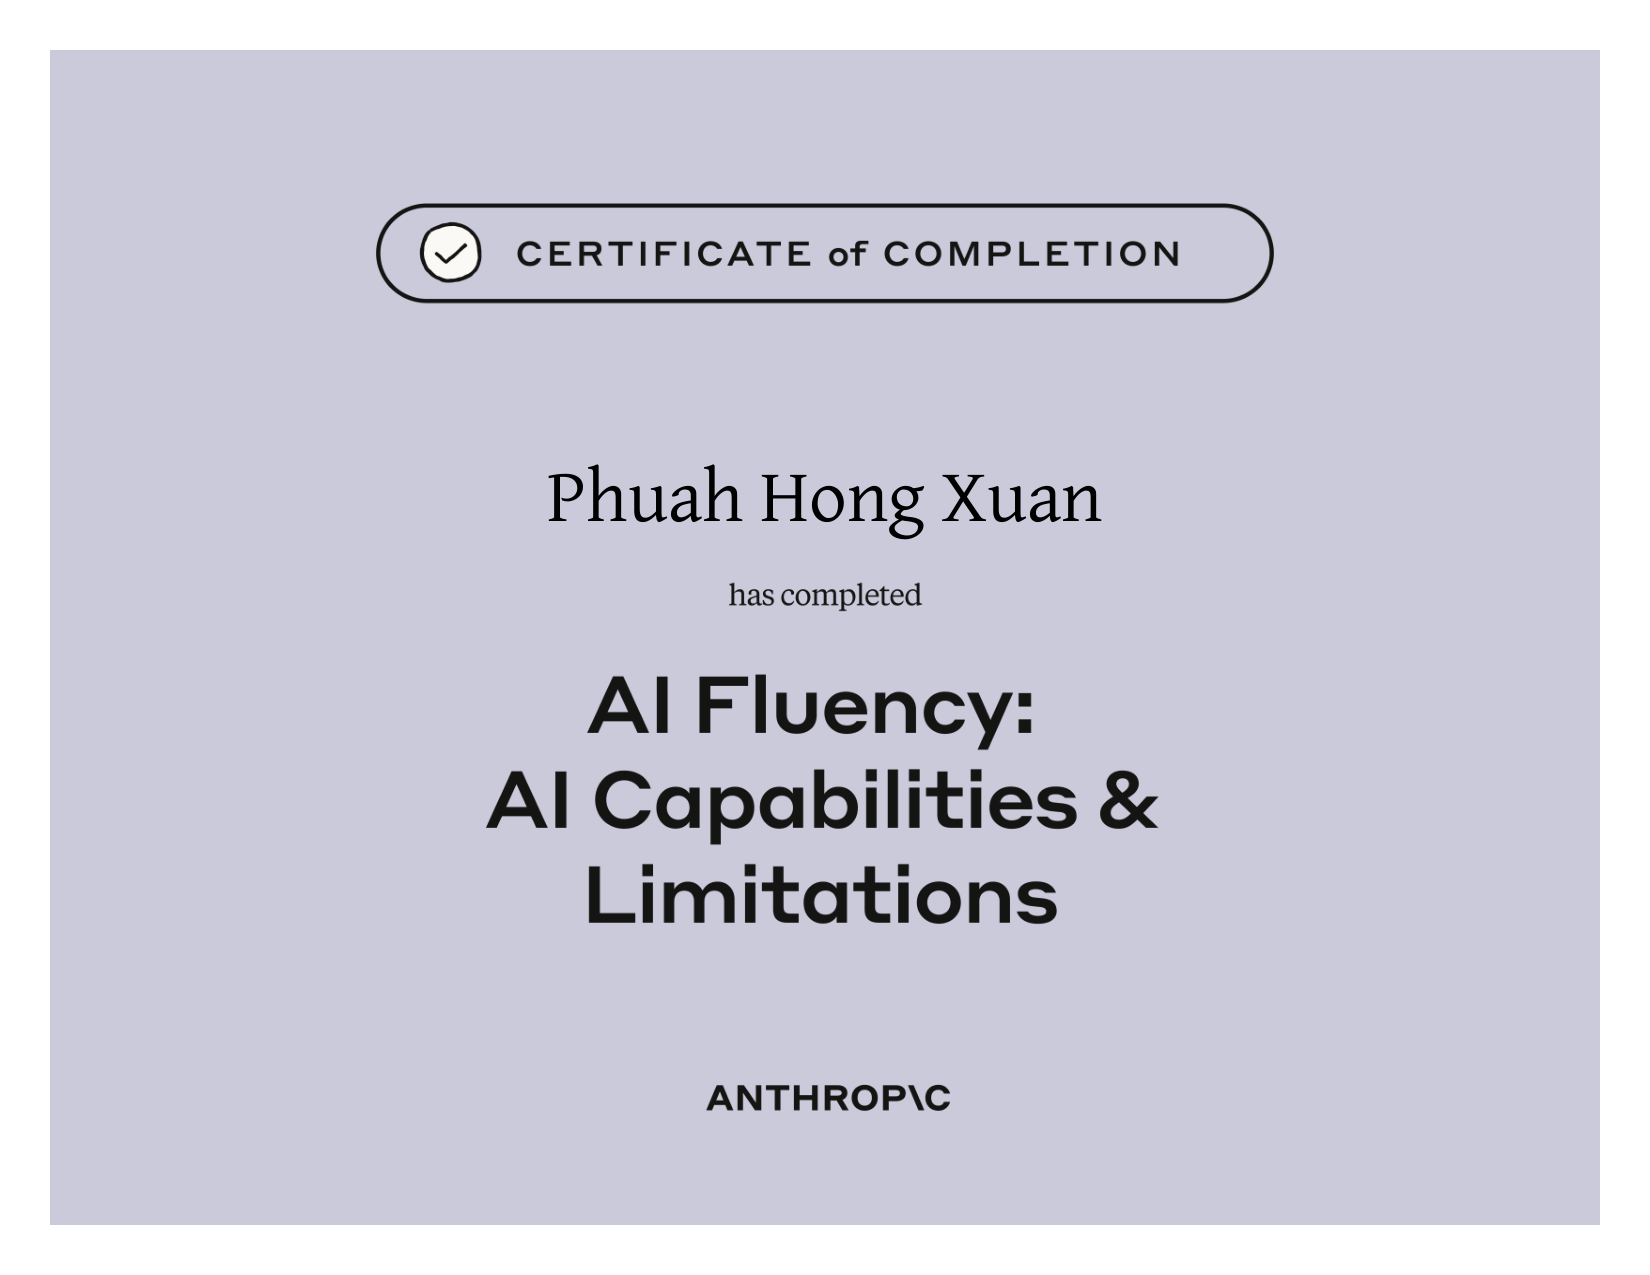 CERTIFICATE of COMPLETION
Phuah Hong Xuan
has completed
AI Fluency:
AI Capabilities &
Limitations
ANTHROP\C